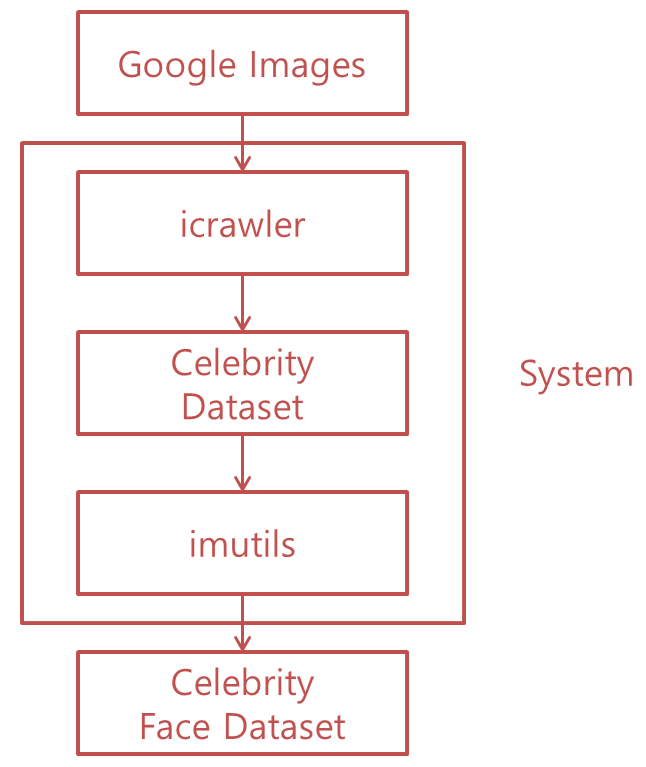 Google Images
icrawler
Celebrity
Dataset
System
imutils
Celebrity
Face Dataset